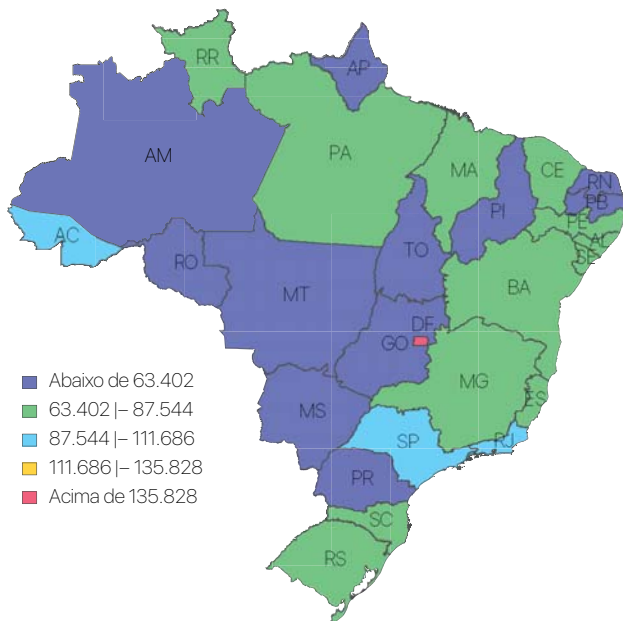 RR
AP
AM
PA
MA
CE
RN
PB
PI
PE
AL
SE
AC
RO
TO
MT
BA
DF
GO
MG
ES
MS
SP
RJ
PR
SC
RS
Abaixo de 63.402
63.402 |– 87.544
87.544 |– 111.686
111.686 |– 135.828
Acima de 135.828